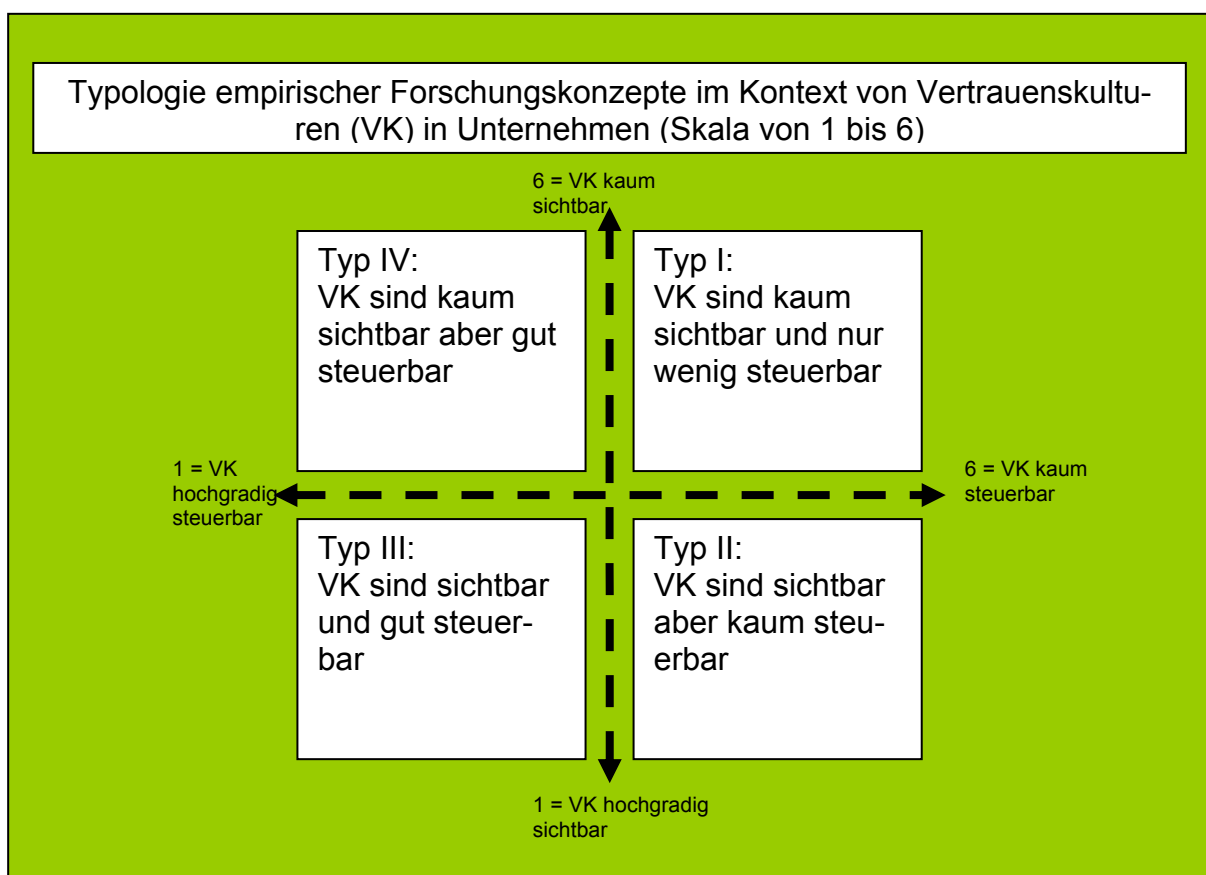 Typologie empirischer Forschungskonzepte im Kontext von Vertrauenskultu-
ren (VK) in Unternehmen (Skala von 1 bis 6)
6 = VK kaum
sichtbar
Typ IV:
VK sind kaum
sichtbar aber gut
steuerbar
Typ I:
VK sind kaum
sichtbar und nur
wenig steuerbar
1 = VK
hochgradig
steuerbar
6 = VK kaum
steuerbar
Typ III:
VK sind sichtbar
und gut steuer-
bar
Typ II:
VK sind sichtbar
aber kaum steu-
erbar
1 = VK hochgradig
sichtbar